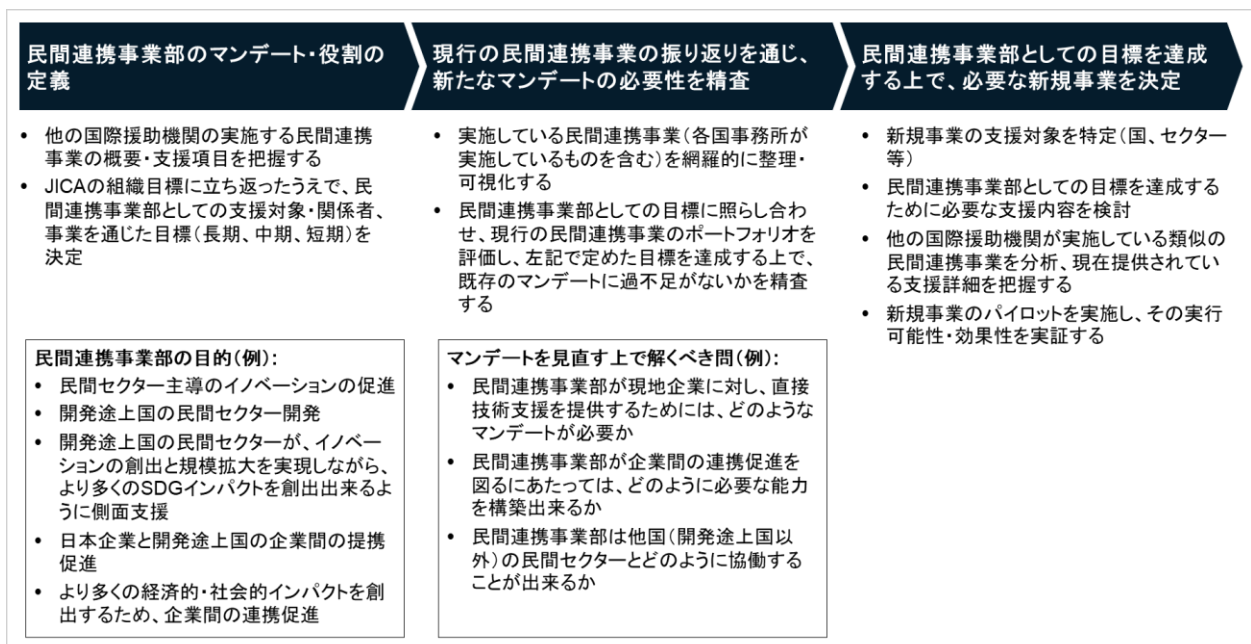 民間連携事業部のマンデート・役割の
定義
• 他の国際援助機関の実施する民間連携
事業の概要・支援項目を把握する
• JICAの組織目標に立ち返ったうえで、民
間連携事業部としての支援対象・関係者、
事業を通じた目標(長期、中期、短期)を
決定
民間連携事業部の目的(例):
• 民間セクター主導のイノベーションの促進
• 開発途上国の民間セクター開発
• 開発途上国の民間セクターが、イノベー
ションの創出と規模拡大を実現しながら、
より多くのSDGインパクトを創出出来るよ
うに側面支援
• 日本企業と開発途上国の企業間の提携
促進
• より多くの経済的・社会的インパクトを創
出するため、企業間の連携促進
現行の民間連携事業の振り返りを通じ、
新たなマンデートの必要性を精査
• 実施している民間連携事業(各国事務所が
実施しているものを含む)を網羅的に整理・
可視化する
• 民間連携事業部としての目標に照らし合わ
せ、現行の民間連携事業のポートフォリオを
評価し、左記で定めた目標を達成する上で、
既存のマンデートに過不足がないかを精査
する
マンデートを見直す上で解くべき問(例):
• 民間連携事業部が現地企業に対し、直接
技術支援を提供するためには、どのような
マンデートが必要か
• 民間連携事業部が企業間の連携促進を
図るにあたっては、どのように必要な能力
を構築出来るか
• 民間連携事業部は他国(開発途上国以
外)の民間セクターとどのように協働する
ことが出来るか
民間連携事業部としての目標を達成
する上で、必要な新規事業を決定
• 新規事業の支援対象を特定(国、セクター
等)
• 民間連携事業部としての目標を達成する
ために必要な支援内容を検討
• 他の国際援助機関が実施している類似の
民間連携事業を分析、現在提供されてい
る支援詳細を把握する
• 新規事業のパイロットを実施し、その実行
可能性・効果性を実証する